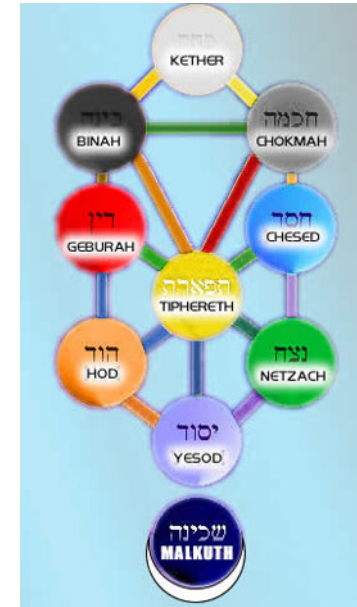 כתר
KETHER
בינה
BINAH
חכמה
CHOKMAH
דין
GEBURAH
חסד
CHESED
תפארת
TIPHERETH
הוד
HOD
נצח
NETZACH
יסוד
YESOD
שכינה
MALKUTH